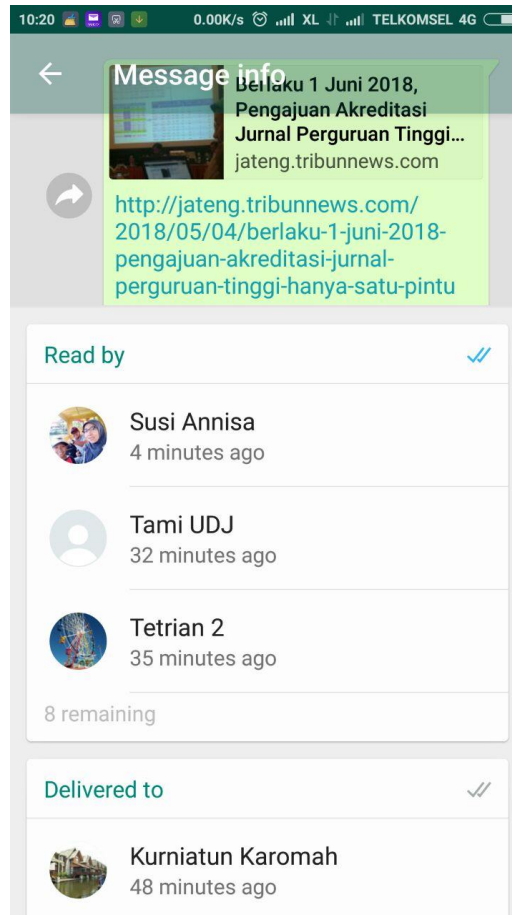 10:20 0.00K/s XL TELKOMSEL 4G
Message info
Berlaku 1 Juni 2018,
Pengajuan Akreditasi
Jurnal Perguruan Tinggi...
jateng.tribunnews.com
http://jateng.tribunnews.com/
2018/05/04/berlaku-1-juni-2018-
pengajuan-akreditasi-jurnal-
perguruan-tinggi-hanya-satu-pintu
Read by
Susi Annisa
4 minutes ago
Tami UDJ
32 minutes ago
Tetrian 2
35 minutes ago
8 remaining
Delivered to
Kurniatun Karomah
48 minutes ago